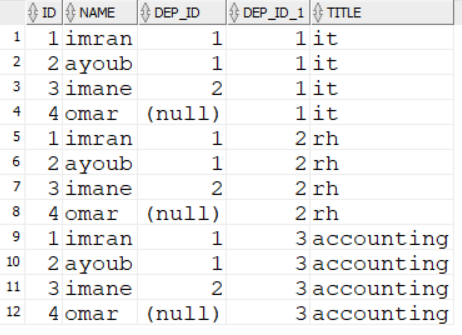 ID NAME DEP_ID DEP_ID_1 TITLE
1 1 imran 1 1 it
2 2 ayoub 1 1 it
3 3 imane 2 1 it
4 4 omar (null) 1 it
5 1 imran 1 2 rh
6 2 ayoub 1 2 rh
7 3 imane 2 2 rh
8 4 omar (null) 2 rh
9 1 imran 1 3 accounting
10 2 ayoub 1 3 accounting
11 3 imane 2 3 accounting
12 4 omar (null) 3 accounting